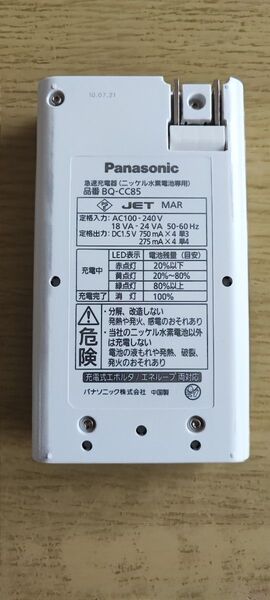 10.07.21
Panasonic
急速充電器(ニッケル水素電池専用)
品番 BQ-CC85
JET MAR
定格入力: AC100-240V
18 VA - 24 VA 50-60 Hz
定格出力: DC1.5V 750 mA×4 単3
275 mA×4 単4
LED表示 電池残量(目安)
充電中 赤点灯 20%以下
黄点灯 20%~80%
緑点灯 80%以上
充電完了 消灯 100%
危険
・分解、改造しない
発熱や発火、感電のおそれあり
・当社のニッケル水素電池以外
は充電しない
電池の液もれや発熱、破裂、
発火のおそれあり
充電式エボルタ/エネループ 両対応
パナソニック株式会社 中国製